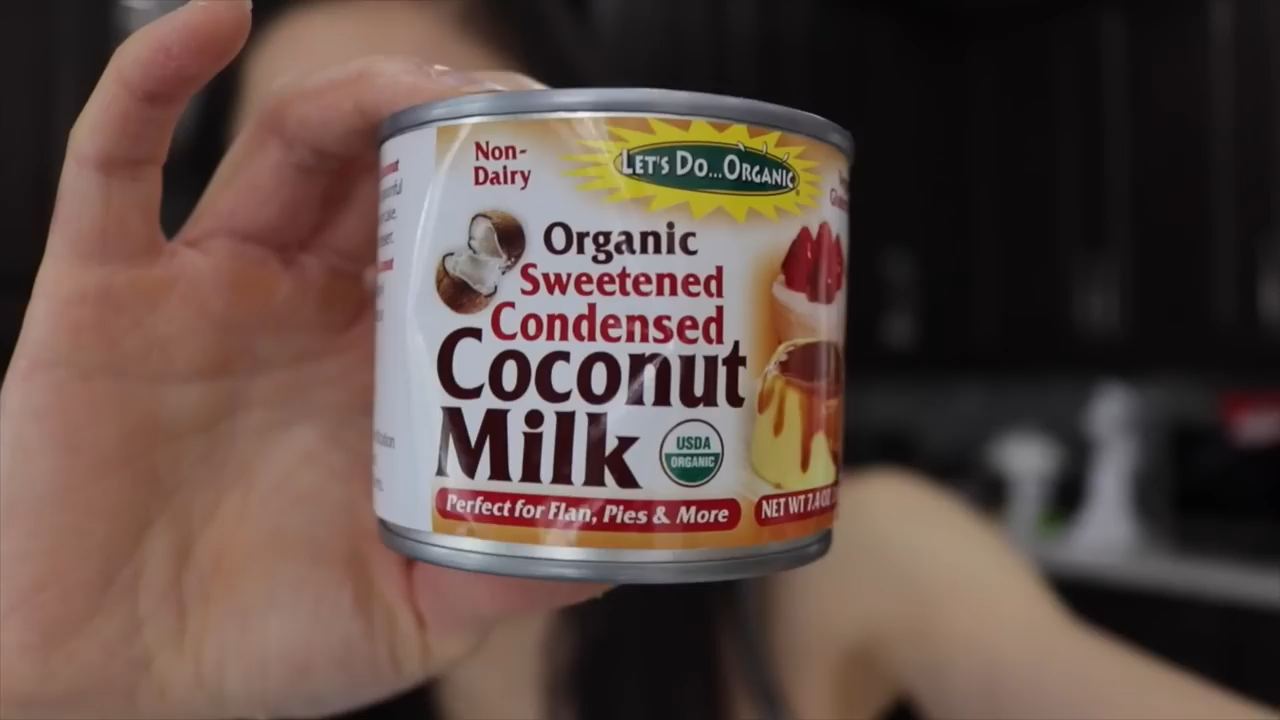 Non-
Dairy
LET'S DO...ORGANIC
Organic
Sweetened
Condensed
Coconut
Milk
USDA
ORGANIC
Perfect for Flan, Pies & More
NET WT 7.4 OZ